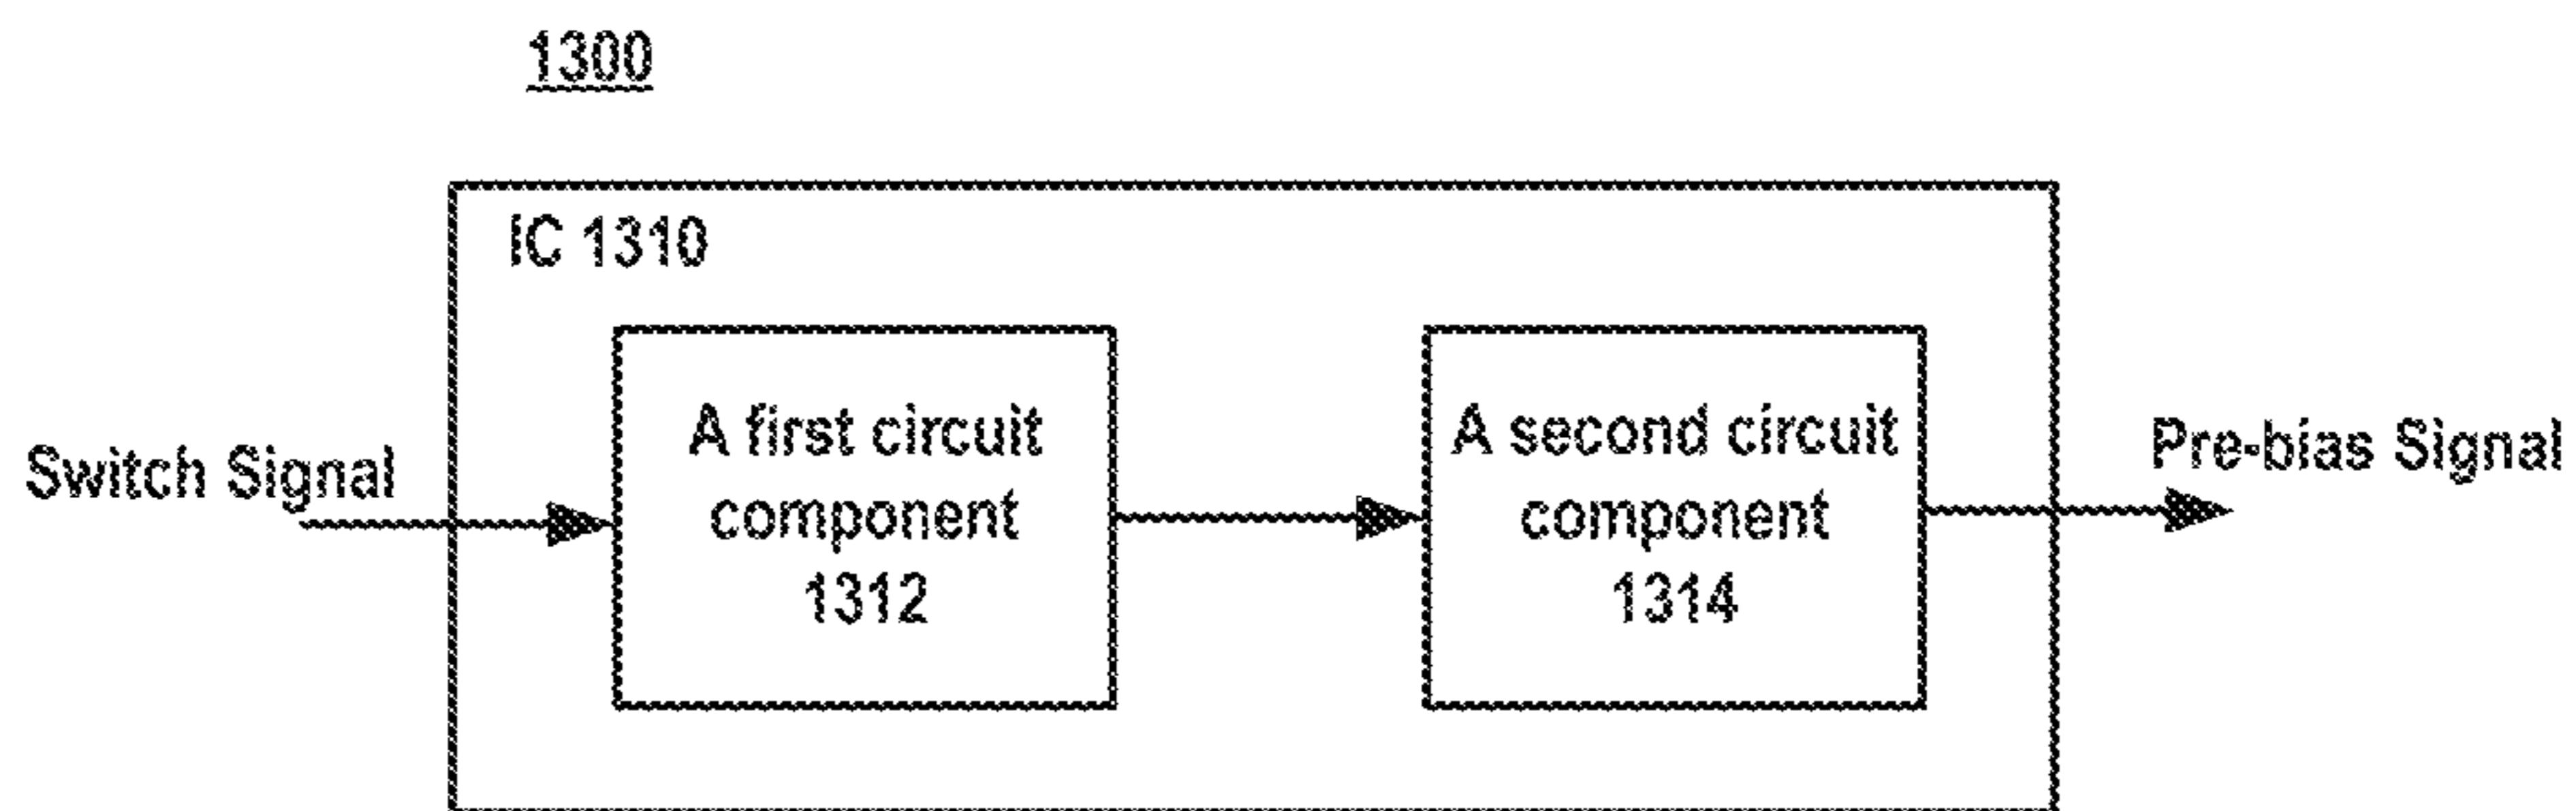 1300
IC 1310
Switch Signal
A first circuit
component
1312
A second circuit
component
1314
Pre-bias Signal